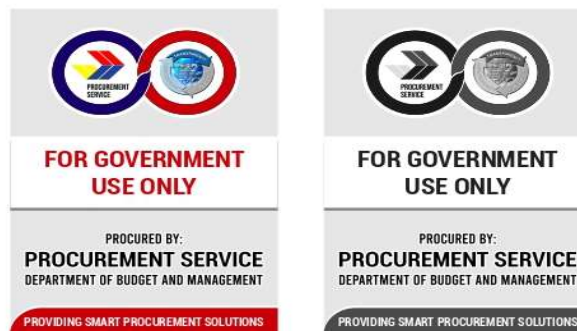 PROCUREMENT
SERVICE
FOR GOVERNMENT
USE ONLY
PROCURED BY:
PROCUREMENT SERVICE
DEPARTMENT OF BUDGET AND MANAGEMENT
PROVIDING SMART PROCUREMENT SOLUTIONS
PROCUREMENT
SERVICE
FOR GOVERNMENT
USE ONLY
PROCURED BY:
PROCUREMENT SERVICE
DEPARTMENT OF BUDGET AND MANAGEMENT
PROVIDING SMART PROCUREMENT SOLUTIONS